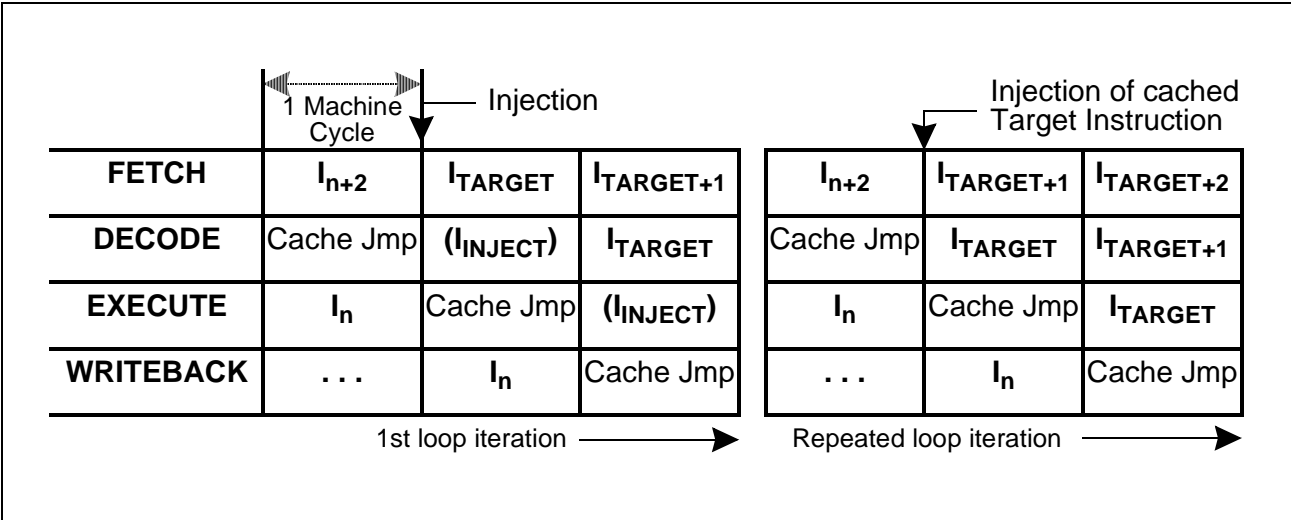 1 Machine
Cycle
Injection
Injection of cached
Target Instruction
FETCH In+2 ITARGET ITARGET+1 In+2 ITARGET+1 ITARGET+2
DECODE Cache Jmp (IINJECT) ITARGET Cache Jmp ITARGET ITARGET+1
EXECUTE In Cache Jmp (IINJECT) In Cache Jmp ITARGET
WRITEBACK . . . In Cache Jmp . . . In Cache Jmp
1st loop iteration
Repeated loop iteration